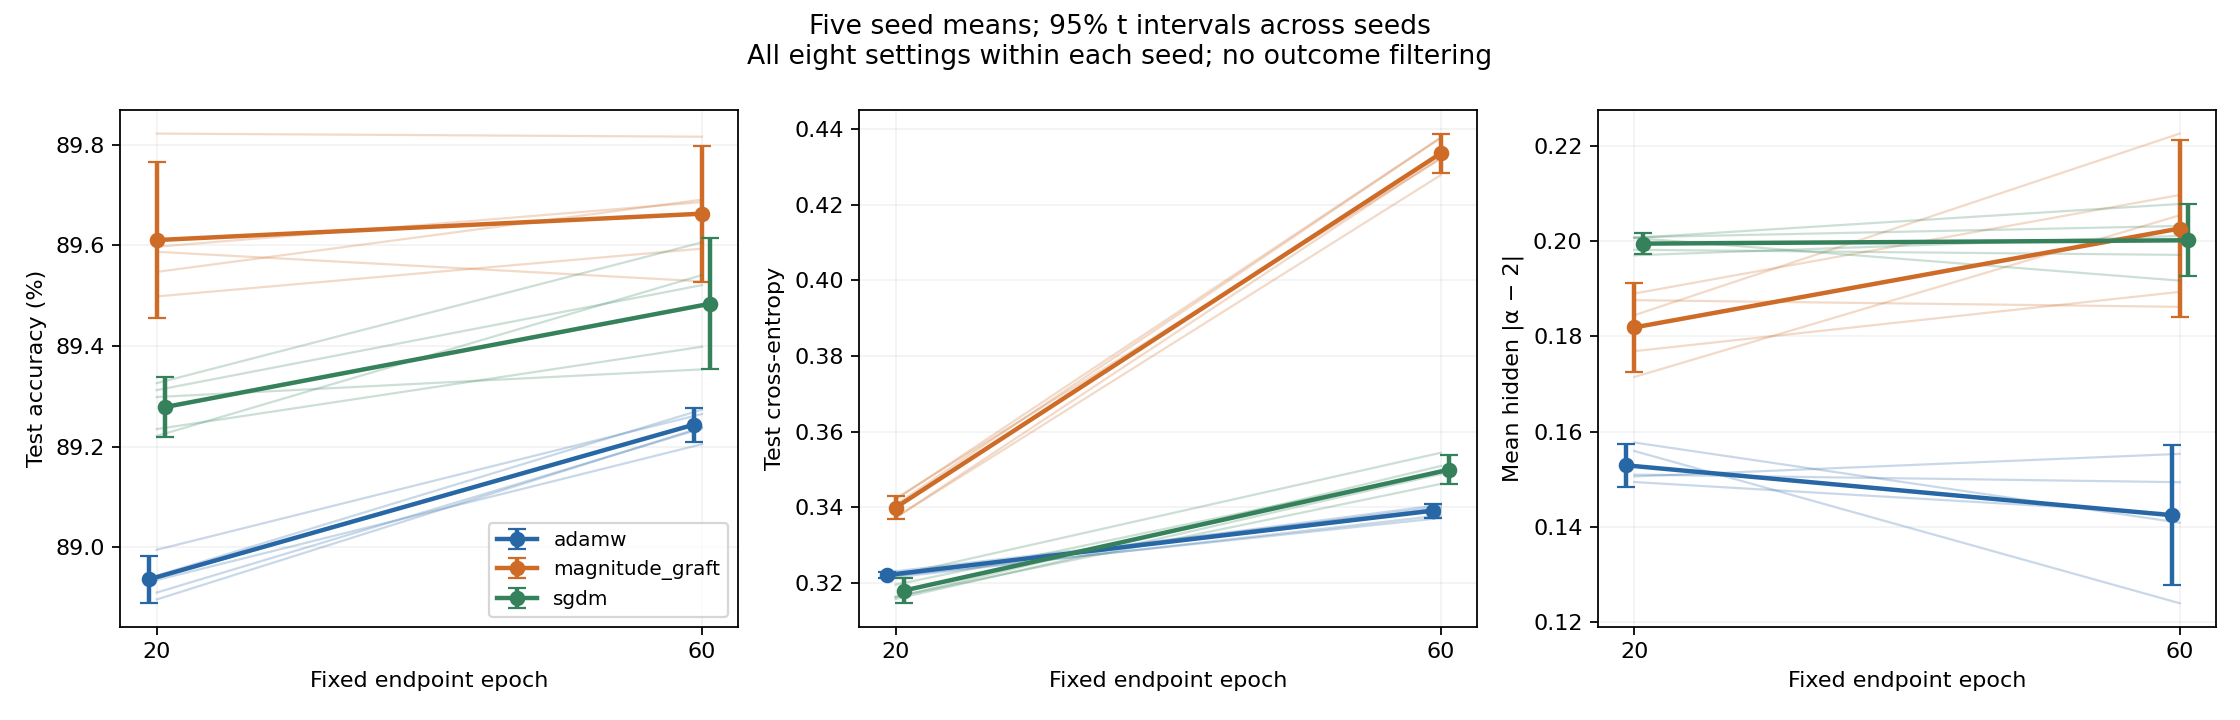 Five seed means; 95% t intervals across seeds
All eight settings within each seed; no outcome filtering
Test accuracy (%)
89.8
89.6
89.4
89.2
89.0
adamw
magnitude_graft
sgdm
20
60
Fixed endpoint epoch
Test cross-entropy
0.44
0.42
0.40
0.38
0.36
0.34
0.32
20
60
Fixed endpoint epoch
Mean hidden |α − 2|
0.22
0.20
0.18
0.16
0.14
0.12
20
60
Fixed endpoint epoch